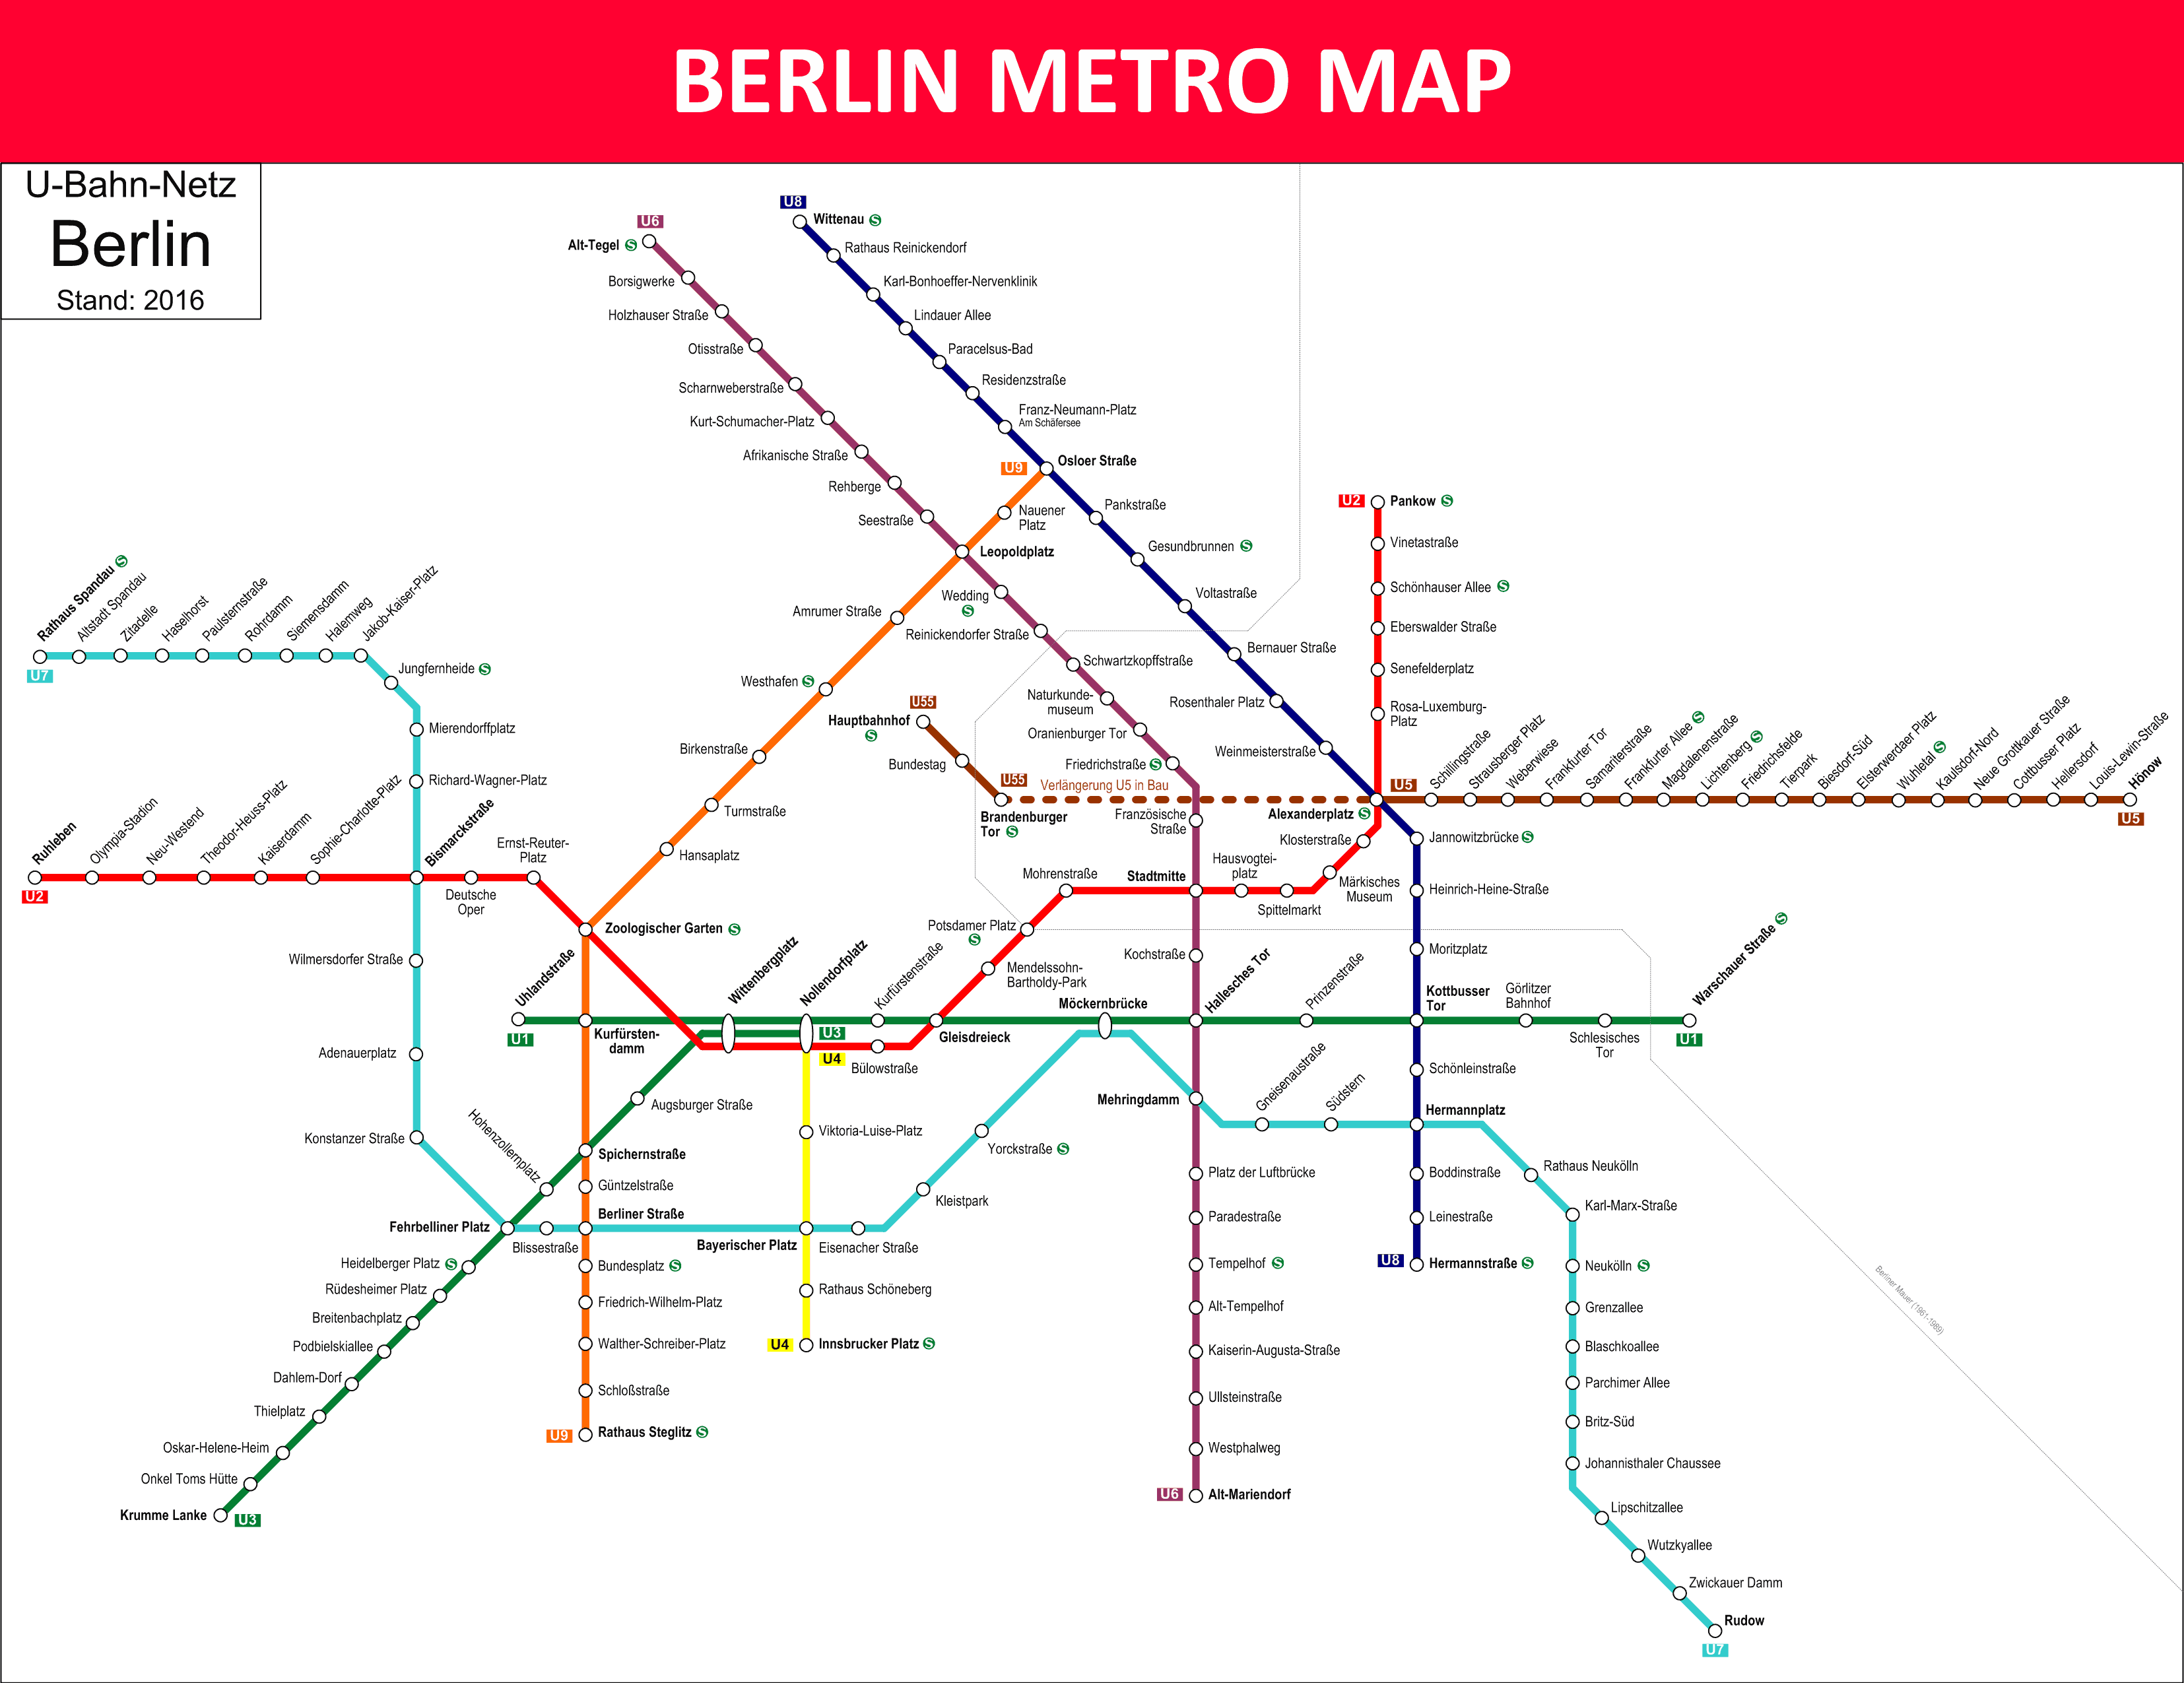 BERLIN METRO MAP
U-Bahn-Netz
Berlin
Stand: 2016
U8
Wittenau S
Rathaus Reinickendorf
Karl-Bonhoeffer-Nervenklinik
Lindauer Allee
Paracelsus-Bad
Residenzstraße
Franz-Neumann-Platz
Am Schäfersee
Osloer Straße
Pankstraße
Gesundbrunnen S
Voltastraße
Bernauer Straße
Rosenthaler Platz
Weinmeisterstraße
U6
Alt-Tegel S
Borsigwerke
Holzhauser Straße
Otisstraße
Scharnweberstraße
Kurt-Schumacher-Platz
Afrikanische Straße
Rehberge
Seestraße
Leopoldplatz
Wedding
S
Reinickendorfer Straße
Schwartzkopffstraße
Naturkunde-
museum
Oranienburger Tor
Friedrichstraße S
Französische
Straße
U9
Nauener
Platz
Amrumer Straße
Westhafen S
Birkenstraße
Turmstraße
Hansaplatz
Zoologischer Garten S
U2
Pankow S
Vinetastraße
Schönhauser Allee S
Eberswalder Straße
Senefelderplatz
Rosa-Luxemburg-
Platz
Rathaus Spandau S
Altstadt Spandau
Zitadelle
Haselhorst
Paulsternstraße
Rohrdamm
Siemensdamm
Halemweg
Jakob-Kaiser-Platz
U7
Jungfernheide S
Mierendorffplatz
Richard-Wagner-Platz
U55
Hauptbahnhof
S
Bundestag
U55
Verlängerung U5 in Bau
Brandenburger
Tor S
U5
Alexanderplatz S
Schillingstraße
Strausberger Platz
Weberwiese
Frankfurter Tor
Samariterstraße
Frankfurter Allee S
Magdalenenstraße
Lichtenberg S
Friedrichsfelde
Tierpark
Biesdorf-Süd
Elsterwerdaer Platz
Wuhletal S
Kaulsdorf-Nord
Neue Grottkauer Straße
Cottbusser Platz
Hellersdorf
Louis-Lewin-Straße
Hönow
U5
Ruhleben
Olympia-Stadion
Neu-Westend
Theodor-Heuss-Platz
Kaiserdamm
Sophie-Charlotte-Platz
Bismarckstraße
U2
Deutsche
Oper
Ernst-Reuter-
Platz
Klosterstraße
Märkisches
Museum
Spittelmarkt
Hausvogtei-
platz
Stadtmitte
Mohrenstraße
Potsdamer Platz
S
Mendelssohn-
Bartholdy-Park
Jannowitzbrücke S
Heinrich-Heine-Straße
Moritzplatz
Kochstraße
Wilmersdorfer Straße
Adenauerplatz
Konstanzer Straße
Uhlandstraße
U1
Kurfürsten-
damm
Wittenbergplatz
Nollendorfplatz
U3
U4
Kurfürstenstraße
Bülowstraße
Gleisdreieck
Möckernbrücke
Hallesches Tor
Prinzenstraße
Kottbusser
Tor
Görlitzer
Bahnhof
Schlesisches
Tor
Warschauer Straße S
U1
Augsburger Straße
Spichernstraße
Hohenzollernplatz
Güntzelstraße
Berliner Straße
Fehrbelliner Platz
Blissestraße
Bayerischer Platz
Eisenacher Straße
Kleistpark
Yorckstraße S
Viktoria-Luise-Platz
Rathaus Schöneberg
U4
Innsbrucker Platz S
Mehringdamm
Gneisenaustraße
Südstern
Schönleinstraße
Hermannplatz
Boddinstraße
Leinestraße
U8
Hermannstraße S
Rathaus Neukölln
Karl-Marx-Straße
Neukölln S
Grenzallee
Blaschkoallee
Parchimer Allee
Britz-Süd
Johannisthaler Chaussee
Lipschitzallee
Wutzkyallee
Zwickauer Damm
Rudow
U7
Heidelberger Platz S
Rüdesheimer Platz
Breitenbachplatz
Podbielskiallee
Dahlem-Dorf
Thielplatz
Oskar-Helene-Heim
Onkel Toms Hütte
Krumme Lanke
U3
Bundesplatz S
Friedrich-Wilhelm-Platz
Walther-Schreiber-Platz
Schloßstraße
U9
Rathaus Steglitz S
Platz der Luftbrücke
Paradestraße
Tempelhof S
Alt-Tempelhof
Kaiserin-Augusta-Straße
Ullsteinstraße
Westphalweg
U6
Alt-Mariendorf
Berliner Mauer (1961-1989)